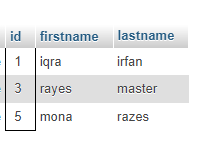 id firstname lastname
1 iqra irfan
3 rayes master
5 mona razes